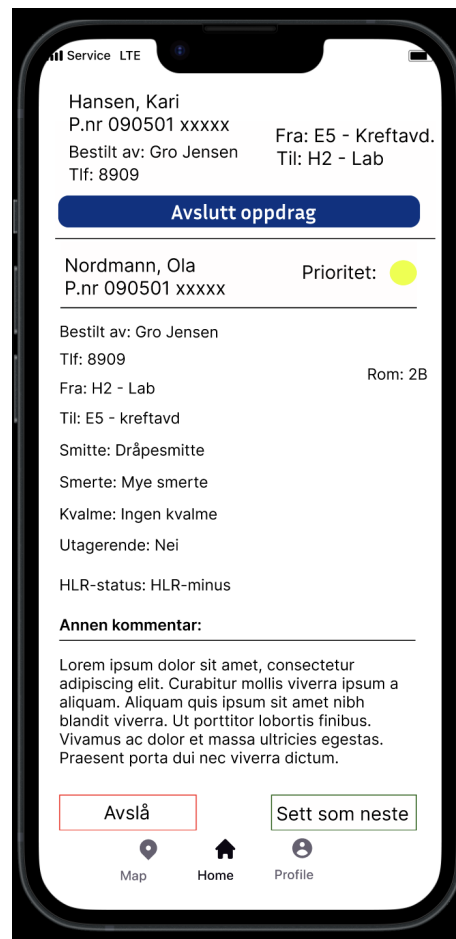 Service LTE
Hansen, Kari
P.nr 090501 xxxxx
Bestilt av: Gro Jensen
Tlf: 8909
Fra: E5 - Kreftavd.
Til: H2 - Lab
Avslutt oppdrag
Nordmann, Ola
P.nr 090501 xxxxx
Prioritet:
Bestilt av: Gro Jensen
Tlf: 8909
Rom: 2B
Fra: H2 - Lab
Til: E5 - kreftavd
Smitte: Dråpesmitte
Smerte: Mye smerte
Kvalme: Ingen kvalme
Utagerende: Nei
HLR-status: HLR-minus
Annen kommentar:
Lorem ipsum dolor sit amet, consectetur
adipiscing elit. Curabitur mollis viverra ipsum a
aliquam. Aliquam quis ipsum sit amet nibh
blandit viverra. Ut porttitor lobortis finibus.
Vivamus ac dolor et massa ultricies egestas.
Praesent porta dui nec viverra dictum.
Avslå
Sett som neste
Map
Home
Profile